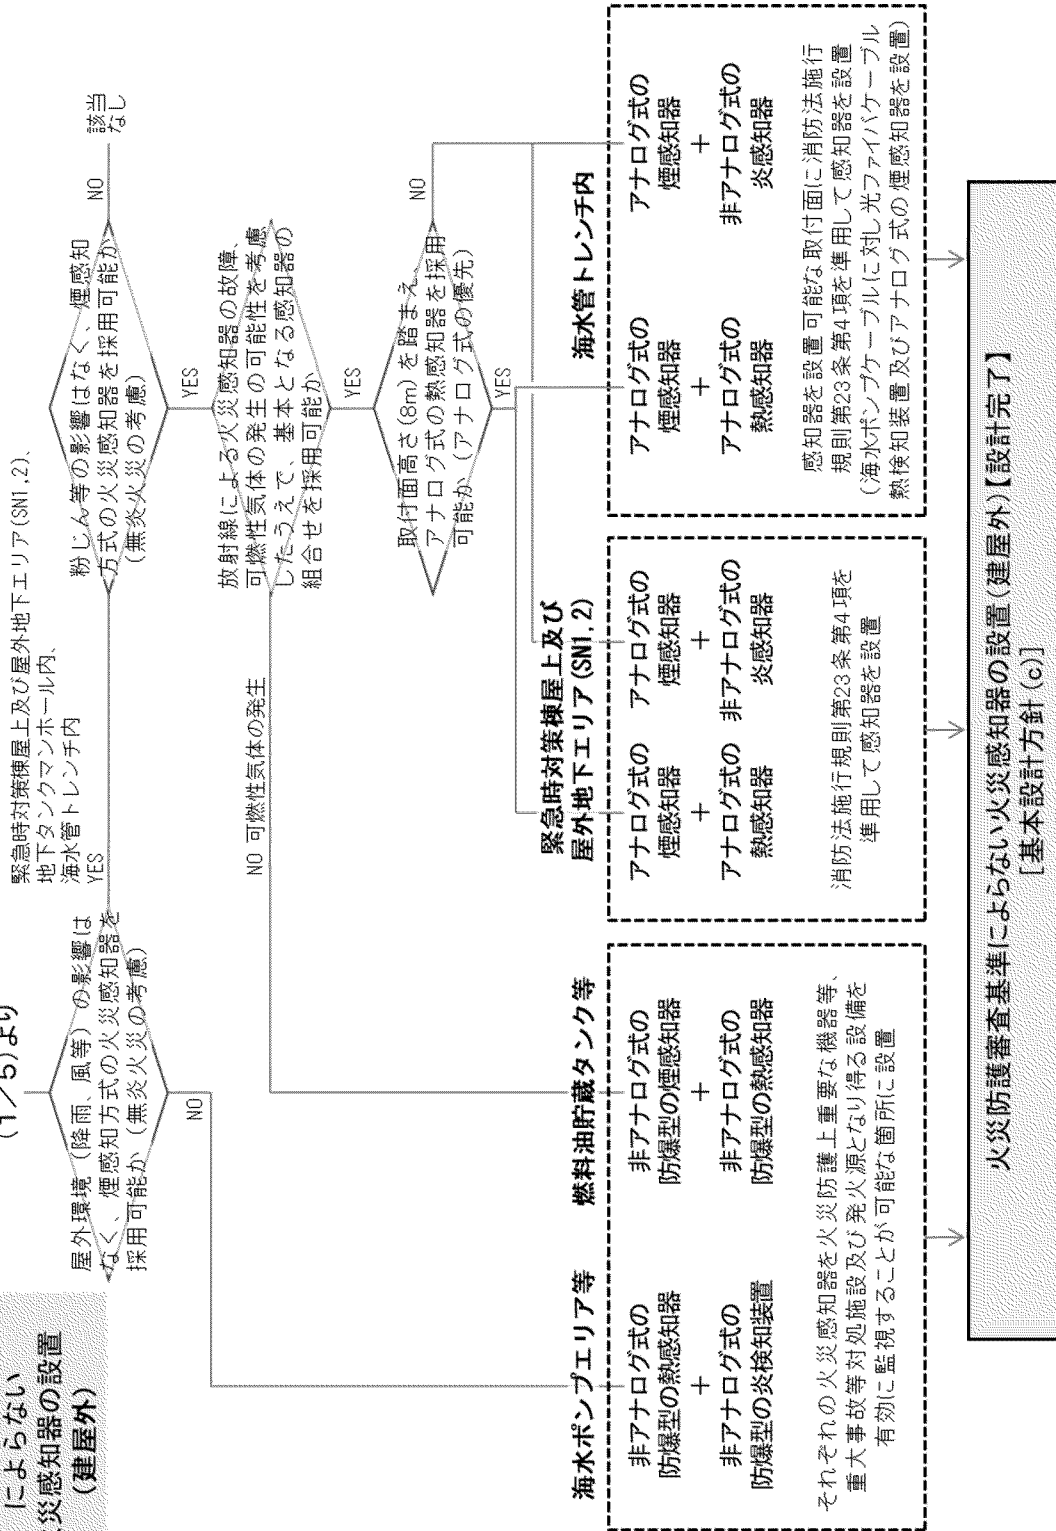 によらない
災感知器の設置
(建屋外)
(1/5)より
屋外環境(降雨、風等)の影響は
なく、煙感知方式の火災感知器を
採用可能か(無炎火災の考慮)
NO
緊急時対策棟屋上及び屋外地下エリア(SN1,2)、
地下タンクマンホール内、
海水管トレンチ内
YES
粉じん等の影響はなく、煙感知
方式の火災感知器を採用可能か
(無炎火災の考慮)
NO
該当
なし
YES
放射線による火災感知器の故障、
可燃性気体の発生の可能性を考慮
したうえで、基本となる感知器の
組合せを採用可能か
NO 可燃性気体の発生
YES
取付面高さ(8m)を踏まえ、
アナログ式の熱感知器を採用
可能か(アナログ式の優先)
NO
YES
海水ポンプエリア等
非アナログ式の
防爆型の熱感知器
+
非アナログ式の
防爆型の炎検知装置
燃料油貯蔵タンク等
非アナログ式の
防爆型の煙感知器
+
非アナログ式の
防爆型の熱感知器
それぞれの火災感知器を火災防護上重要な機器等、
重大事故等対処施設及び発火源となり得る設備を
有効に監視することが可能な箇所に設置
緊急時対策棟屋上及び
屋外地下エリア(SN1,2)
アナログ式の
煙感知器
+
アナログ式の
熱感知器
アナログ式の
煙感知器
+
非アナログ式の
炎感知器
消防法施行規則第23条第4項を
準用して感知器を設置
海水管トレンチ内
アナログ式の
煙感知器
+
アナログ式の
熱感知器
アナログ式の
煙感知器
+
非アナログ式の
炎感知器
感知器を設置可能な取付面に消防法施行
規則第23条第4項を準用して感知器を設置
(海水ポンプケーブルに対し光ファイバケーブル
熱検知装置及びアナログ式の煙感知器を設置)
火災防護審査基準によらない火災感知器の設置(建屋外)【設計完了】
[基本設計方針(c)]